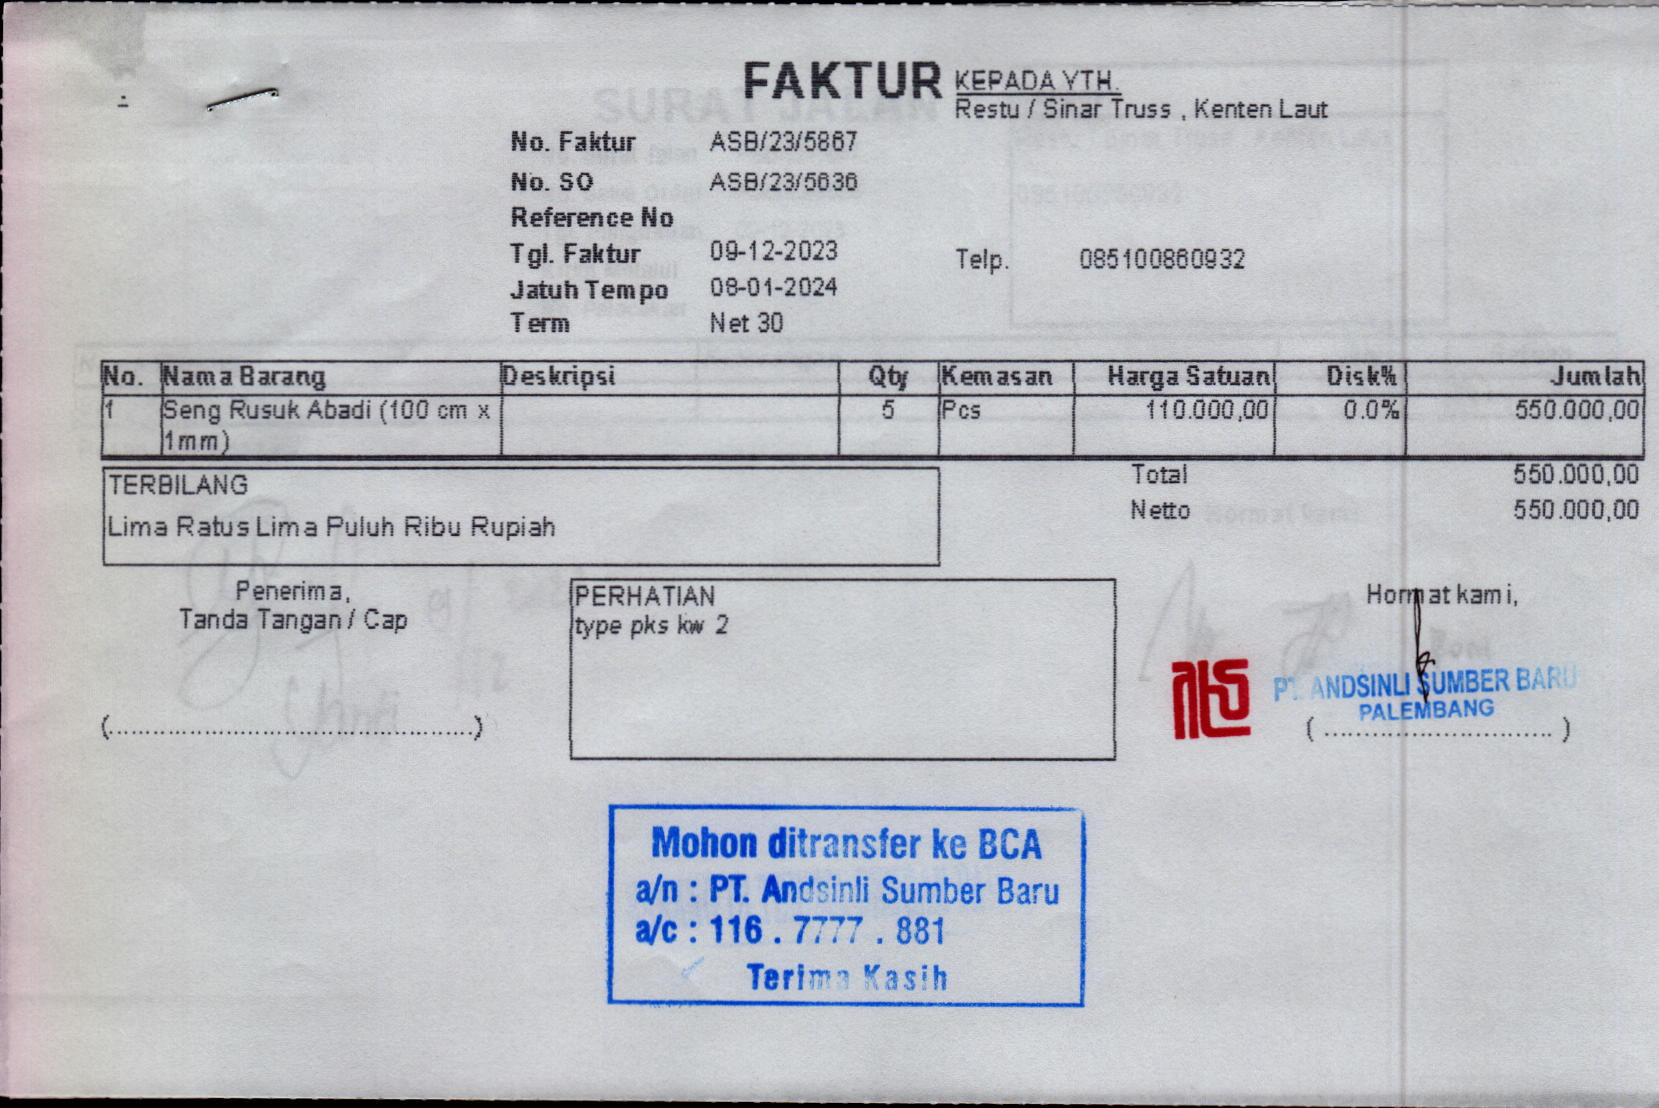 FAKTUR
KEPADA YTH.
Restu / Sinar Truss , Kenten Laut
No. Faktur ASB/23/5867
No. SO ASB/23/5636
Reference No
Tgl. Faktur 09-12-2023
Telp. 085100860932
Jatuh Tempo 08-01-2024
Term Net 30
No. Nama Barang Deskripsi Qty Kemasan Harga Satuan Disk% Jumlah
1 Seng Rusuk Abadi (100 cm x 5 Pcs 110.000,00 0.0% 550.000,00
1mm)
Total 550.000,00
Netto 550.000,00
TERBILANG
Lima Ratus Lima Puluh Ribu Rupiah
Penerima,
Tanda Tangan / Cap
(..............................................)
PERHATIAN
type pks kw 2
Hormat kami,
PT. ANDSINLI SUMBER BARU
PALEMBANG
( ............................. )
Mohon ditransfer ke BCA
a/n : PT. Andsinli Sumber Baru
a/c : 116 . 7777 . 881
Terima Kasih